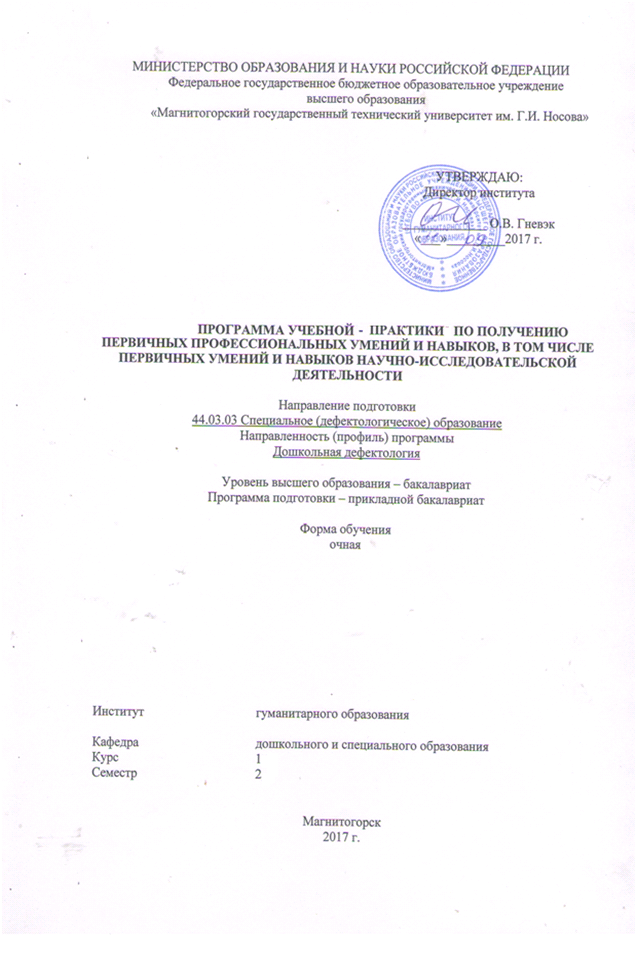 МИНИСТЕРСТВО ОБРАЗОВАНИЯ И НАУКИ РОССИЙСКОЙ ФЕДЕРАЦИИ
Федеральное государственное бюджетное образовательное учреждение
высшего образования
«Магнитогорский государственный технический университет им. Г.И. Носова»
УТВЕРЖДАЮ:
Директор института
О.В. Гневэк
« » 09 2017 г.
ИНСТИТУТ
ГУМАНИТАРНОГО
ОБРАЗОВАНИЯ
ПРОГРАММА УЧЕБНОЙ - ПРАКТИКИ ПО ПОЛУЧЕНИЮ
ПЕРВИЧНЫХ ПРОФЕССИОНАЛЬНЫХ УМЕНИЙ И НАВЫКОВ, В ТОМ ЧИСЛЕ
ПЕРВИЧНЫХ УМЕНИЙ И НАВЫКОВ НАУЧНО-ИССЛЕДОВАТЕЛЬСКОЙ
ДЕЯТЕЛЬНОСТИ
Направление подготовки
44.03.03 Специальное (дефектологическое) образование
Направленность (профиль) программы
Дошкольная дефектология
Уровень высшего образования – бакалавриат
Программа подготовки – прикладной бакалавриат
Форма обучения
очная
Институт гуманитарного образования
Кафедра дошкольного и специального образования
Курс 1
Семестр 2
Магнитогорск
2017 г.